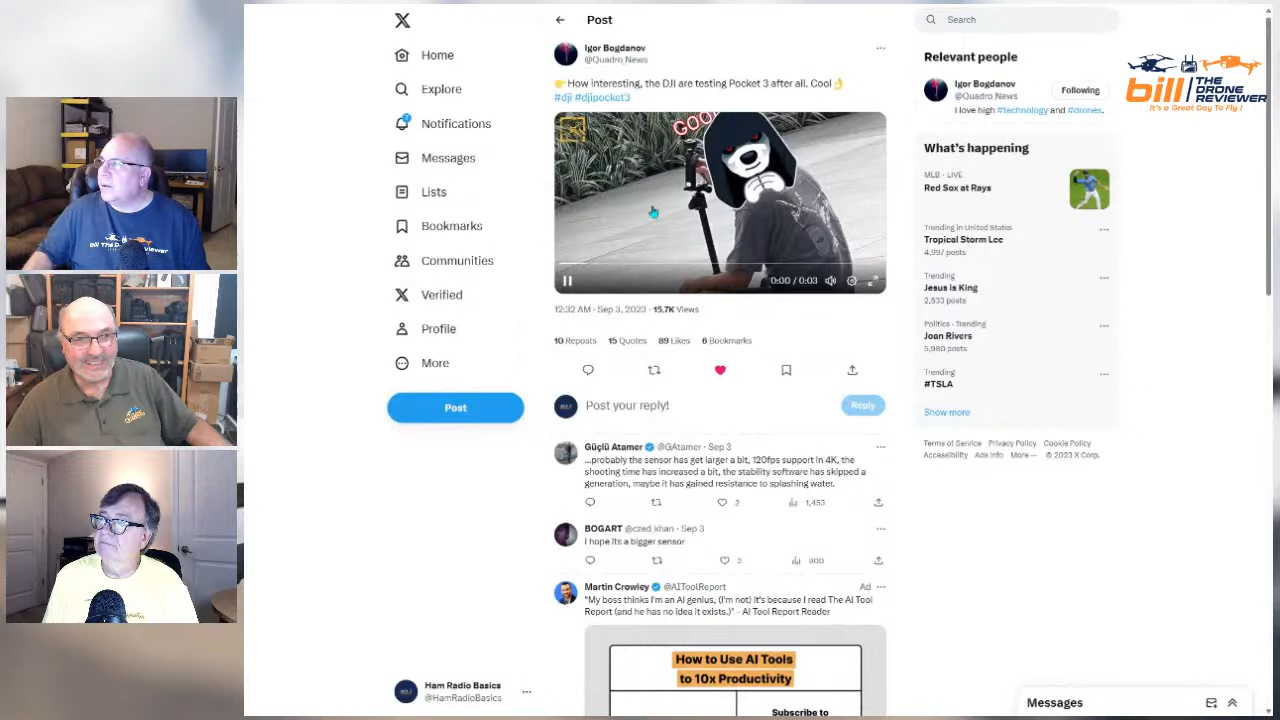 Home
Explore
Notifications
Messages
Lists
Bookmarks
Communities
Verified
Profile
More
Post
Ham Radio Basics
@HamRadioBasics
Post
Igor Bogdanov
@Quadro_News
👉How interesting, the DJI are testing Pocket 3 after all. Cool👌
#dji #djipocket3
GOO
0:00 / 0:03
12:32 AM · Sep 3, 2023 · 15.7K Views
10 Reposts 15 Quotes 89 Likes 6 Bookmarks
Post your reply!
Reply
Güçlü Atamer @GAtamer · Sep 3
...probably the sensor has get larger a bit, 120fps support in 4K, the
shooting time has increased a bit, the stability software has skipped a
generation, maybe it has gained resistance to splashing water.
2 1,453
BOGART @czed_khan · Sep 3
I hope its a bigger sensor
2 900
Martin Crowley @AIToolReport Ad
"My boss thinks I'm an AI genius, (I'm not) It's because I read The AI Tool
Report (and he has no idea it exists.)" - AI Tool Report Reader
How to Use AI Tools
to 10x Productivity
Subscribe to
Search
Relevant people
Igor Bogdanov
@Quadro_News
Following
I love high #technology and #drones.
What's happening
MLB · LIVE
Red Sox at Rays
Trending in United States
Tropical Storm Lee
4,997 posts
Trending
Jesus is King
2,533 posts
Politics · Trending
Joan Rivers
5,980 posts
Trending
#TSLA
Show more
Terms of Service Privacy Policy Cookie Policy
Accessibility Ads info More ··· © 2023 X Corp.
Messages
bill THE DRONE REVIEWER
It's a Great Day To Fly !